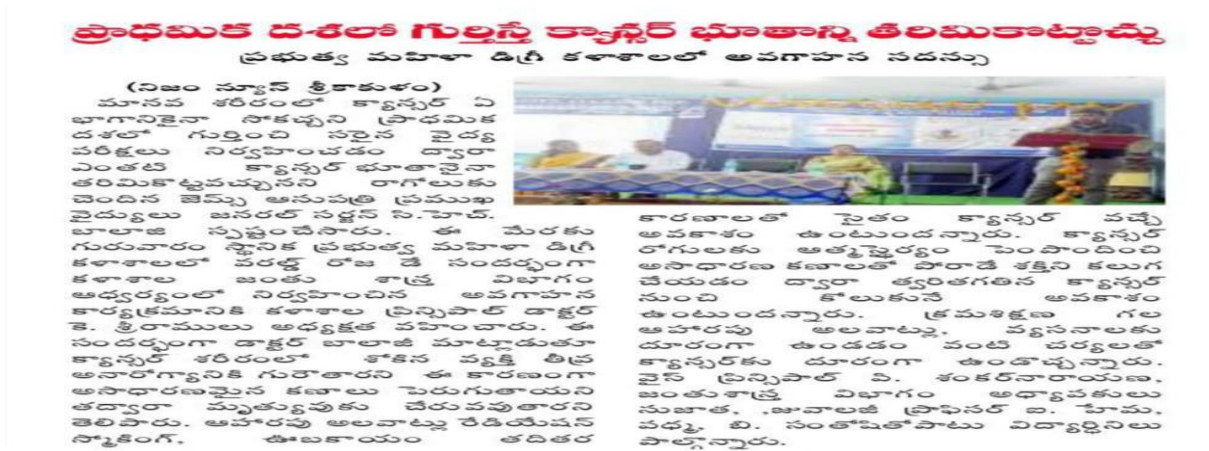 ప్రాధమిక దశలో గుర్తిస్తే క్యాన్సర్ భూతాన్ని తరిమికొట్టొచ్చు
ప్రభుత్వ మహిళా డిగ్రీ కళాశాలలో అవగాహన సదస్సు
(నిజం న్యూస్ శ్రీకాకుళం)
మానవ శరీరంలో క్యాన్సర్ ఏ
భాగానికైనా సోకచ్చని ప్రాధమిక
దశలో గుర్తించి సరైన వైద్య
పరీక్షలు నిర్వహించడం ద్వారా
ఎంతటి క్యాన్సర్ భూతాన్నైనా
తరిమికొట్టవచ్చునని రాగోలుకు
చెందిన జెమ్స్ ఆసుపత్రి ప్రముఖ
వైద్యులు జనరల్ సర్జన్ సి.హెచ్.
బాలాజి స్పష్టంచేసారు. ఈ మేరకు
గురువారం స్థానిక ప్రభుత్వ మహిళా డిగ్రీ
కళాశాలలో వరల్డ్ రోజ డే సందర్భంగా
కళాశాల జంతు శాస్త్ర విభాగం
ఆధ్వర్యంలో నిర్వహించిన అవగాహన
కార్యక్రమానికి కళాశాల ప్రిన్సిపాల్ డాక్టర్
కె. శ్రీరాములు అధ్యక్షత వహించారు. ఈ
సందర్భంగా డాక్టర్ బాలాజీ మాట్లాడుతూ
క్యాన్సర్ శరీరంలో శోకిన వ్యక్తి తీవ్ర
అనారోగ్యానికి గురౌతారని ఈ కారణంగా
అసాధారణమైన కణాలు పెరుగుతాయని
తద్వారా మృత్యువుకు చేరువవుతారని
తెలిపారు. ఆహారపు అలవాట్లు రేడియేషన్
స్మోకింగ్, ఊబకాయం తదితర
కారణాలతో సైతం క్యాన్సర్ వచ్చే
అవకాశం ఉంటుందన్నారు. క్యాన్సర్
రోగులకు ఆత్మస్థైర్యం పెంపొందించి
అసాధారణ కణాలతో పోరాడే శక్తిని కలుగ
చేయడం ద్వారా త్వరితగతిన క్యాన్సర్
నుంచి కోలుకునే అవకాశం
ఉంటుందన్నారు. క్రమశిక్షణ గల
ఆహారపు అలవాట్లు, వ్యసనాలకు
దూరంగా ఉండడం వంటి చర్యలతో
క్యాన్సర్‌కు దూరంగా ఉండొచ్చన్నారు.
వైస్ ప్రిన్సిపాల్ పి. శంకర్‌నారాయణ,
జంతుశాస్త్ర విభాగం అధ్యాపకులు
సుజాత, ,జువాలజీ ప్రొఫెసర్ ఐ. హేమ,
పద్మ, బి. సంతోషితోపాటు విద్యార్థినిలు
పాల్గొన్నారు.